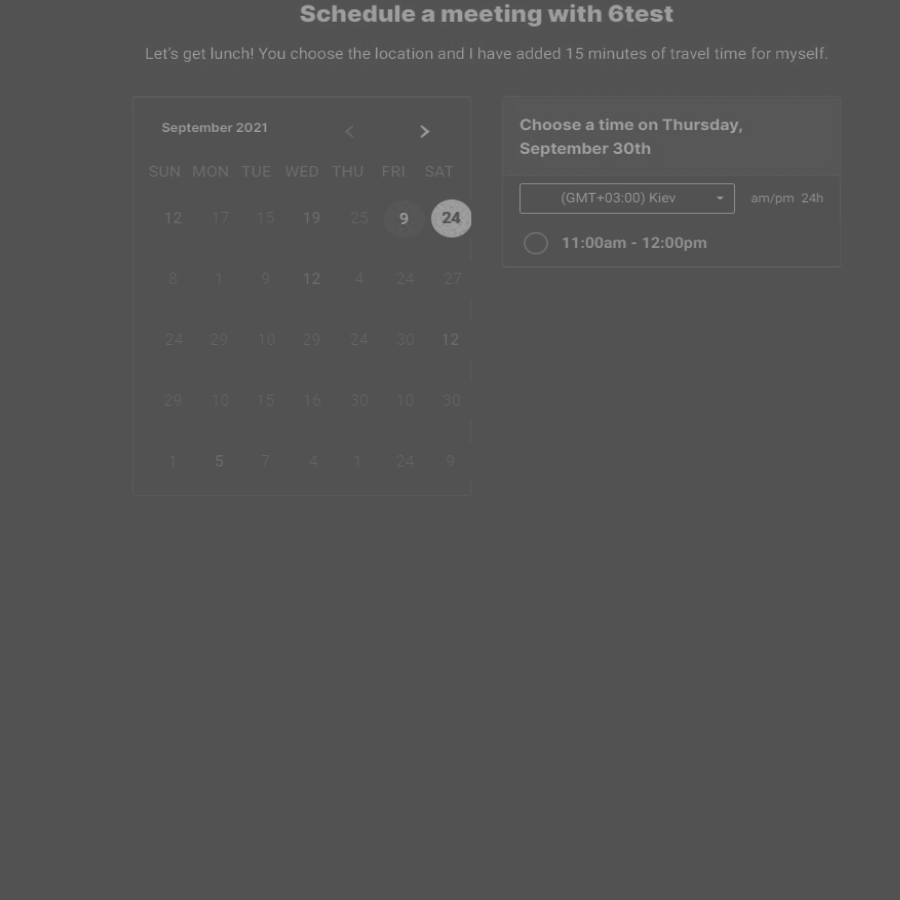 Schedule a meeting with 6test
Let's get lunch! You choose the location and I have added 15 minutes of travel time for myself.
September 2021
SUN MON TUE WED THU FRI SAT
12 17 15 19 25 9 24
8 1 9 12 4 24 27
24 29 10 29 24 30 12
29 10 15 16 30 10 30
1 5 7 4 1 24 9
Choose a time on Thursday,
September 30th
(GMT+03:00) Kiev am/pm 24h
11:00am - 12:00pm